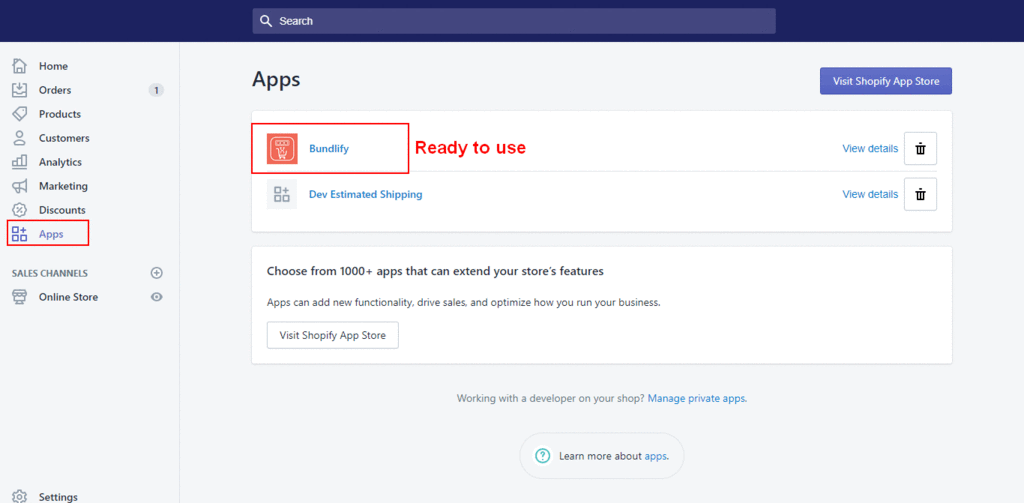 Search
Home
Orders 1
Products
Customers
Analytics
Marketing
Discounts
Apps
SALES CHANNELS
Online Store
Settings
Apps
Visit Shopify App Store
Bundlify Ready to use View details
Dev Estimated Shipping View details
Choose from 1000+ apps that can extend your store's features
Apps can add new functionality, drive sales, and optimize how you run your business.
Visit Shopify App Store
Working with a developer on your shop? Manage private apps.
? Learn more about apps.